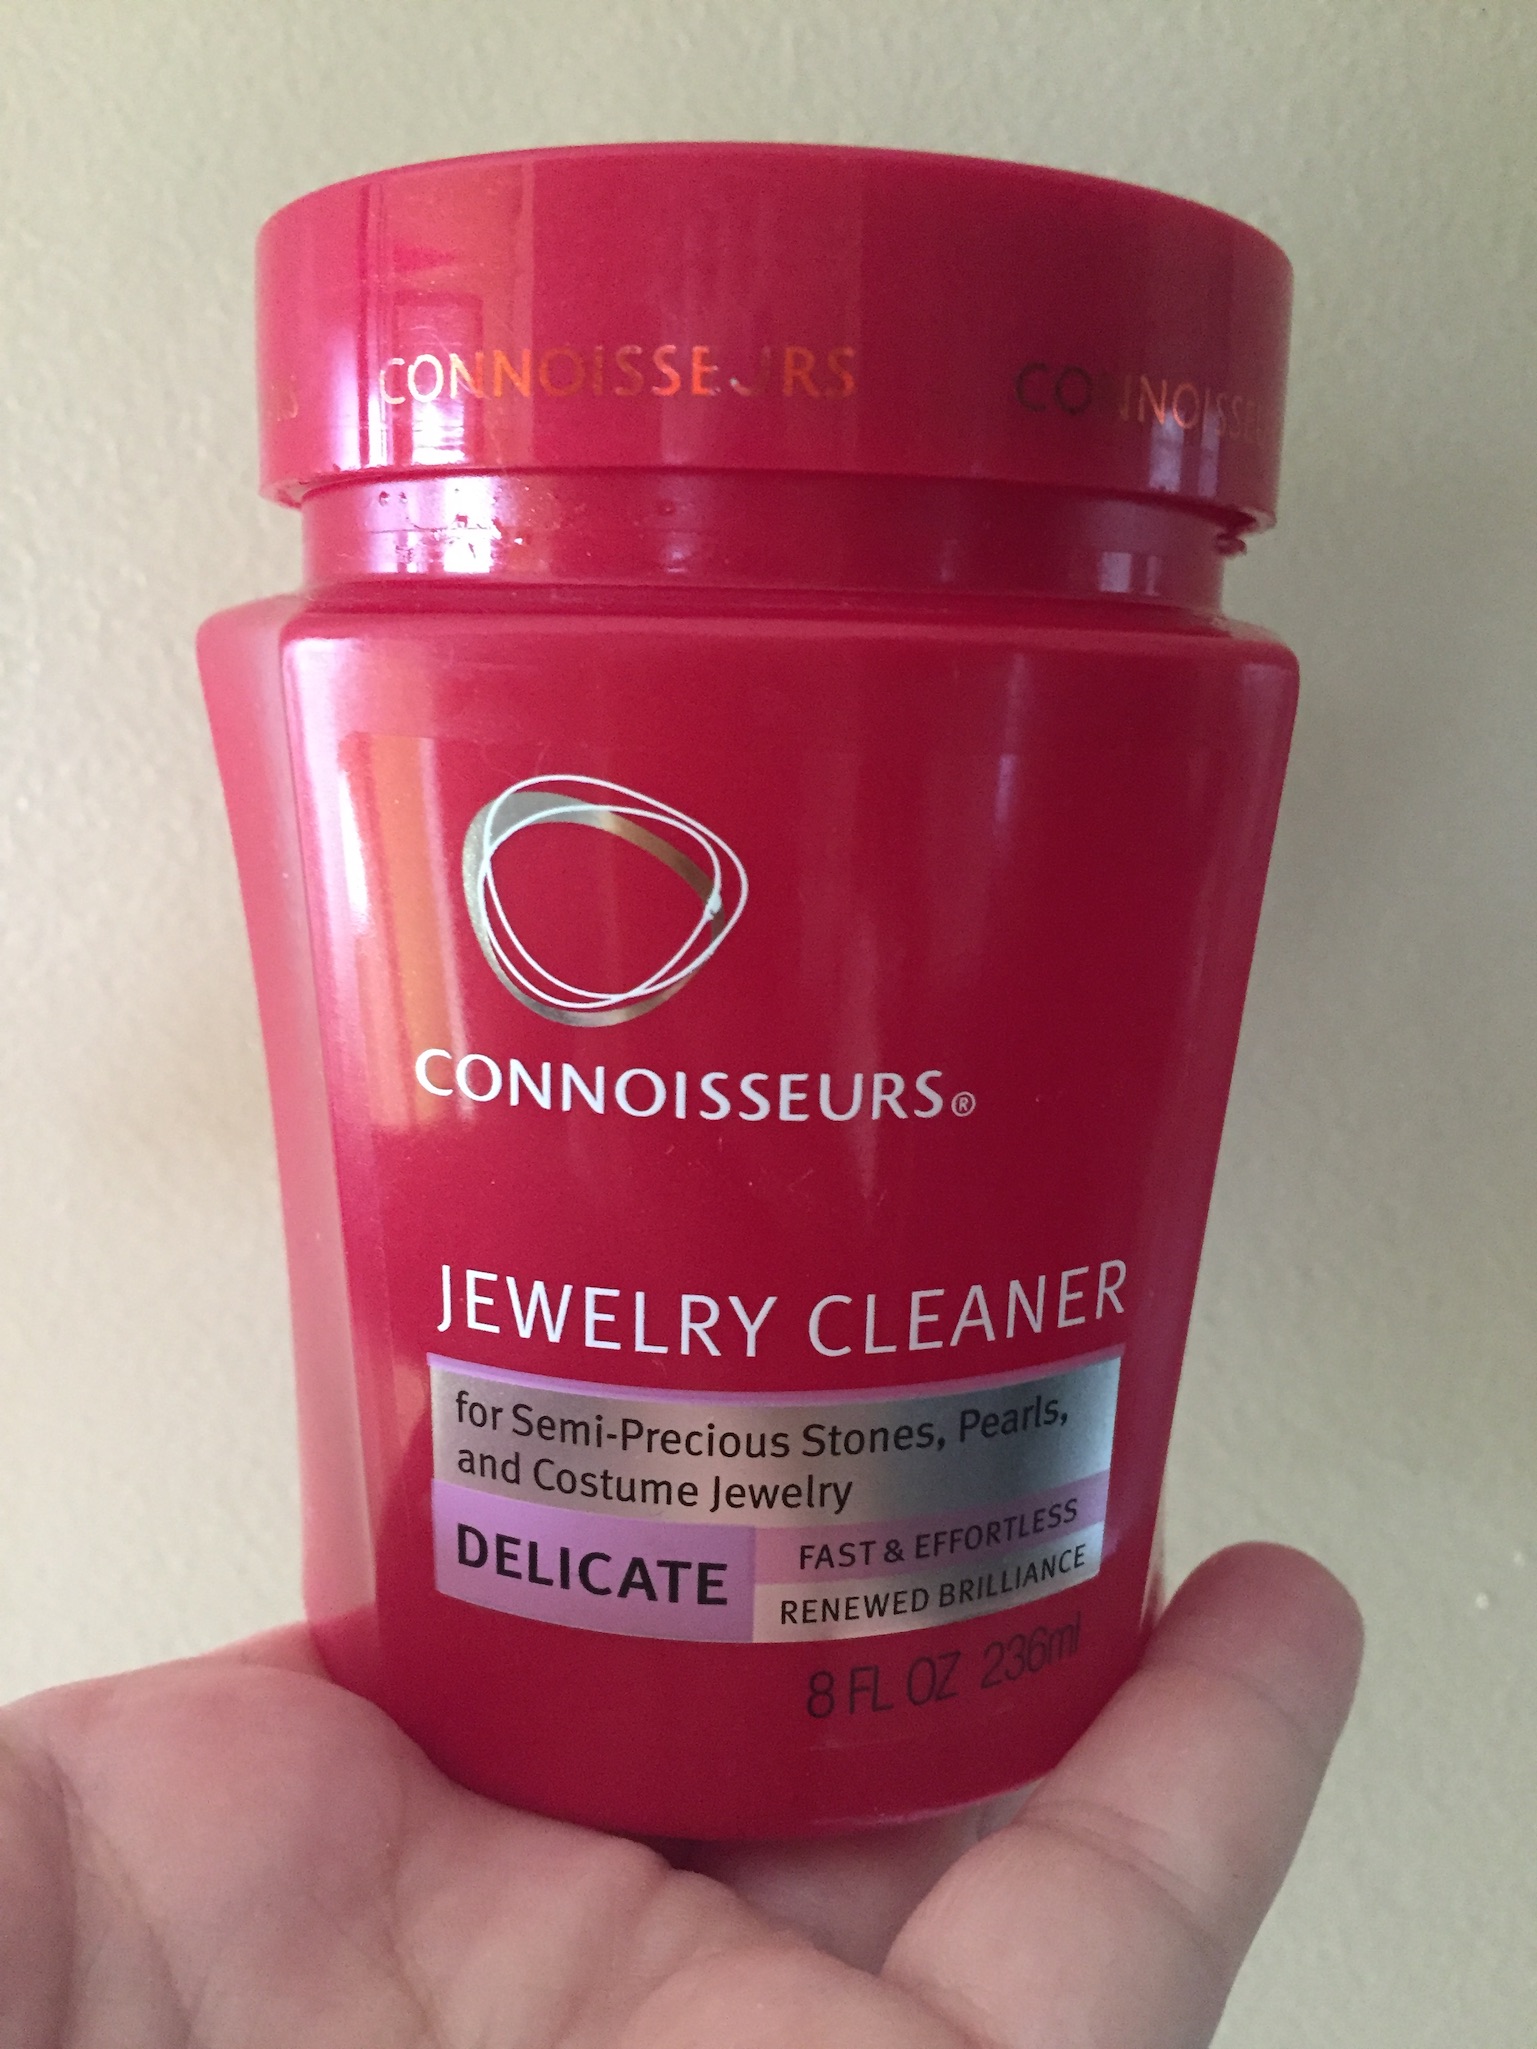 CONNOISSEURS
CONNOISSEURS®
JEWELRY CLEANER
for Semi-Precious Stones, Pearls,
and Costume Jewelry
DELICATE
FAST & EFFORTLESS
RENEWED BRILLIANCE
8 FL OZ 236ml